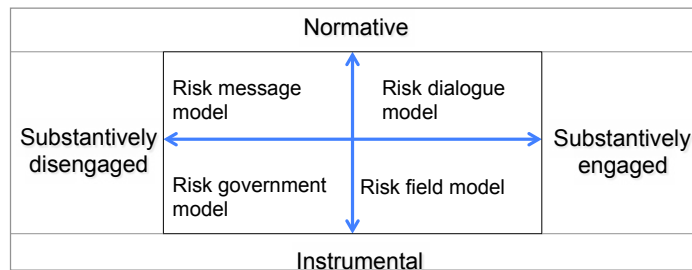 Normative
Risk message
model
Risk dialogue
model
Substantively
disengaged
Substantively
engaged
Risk government
model
Risk field model
Instrumental